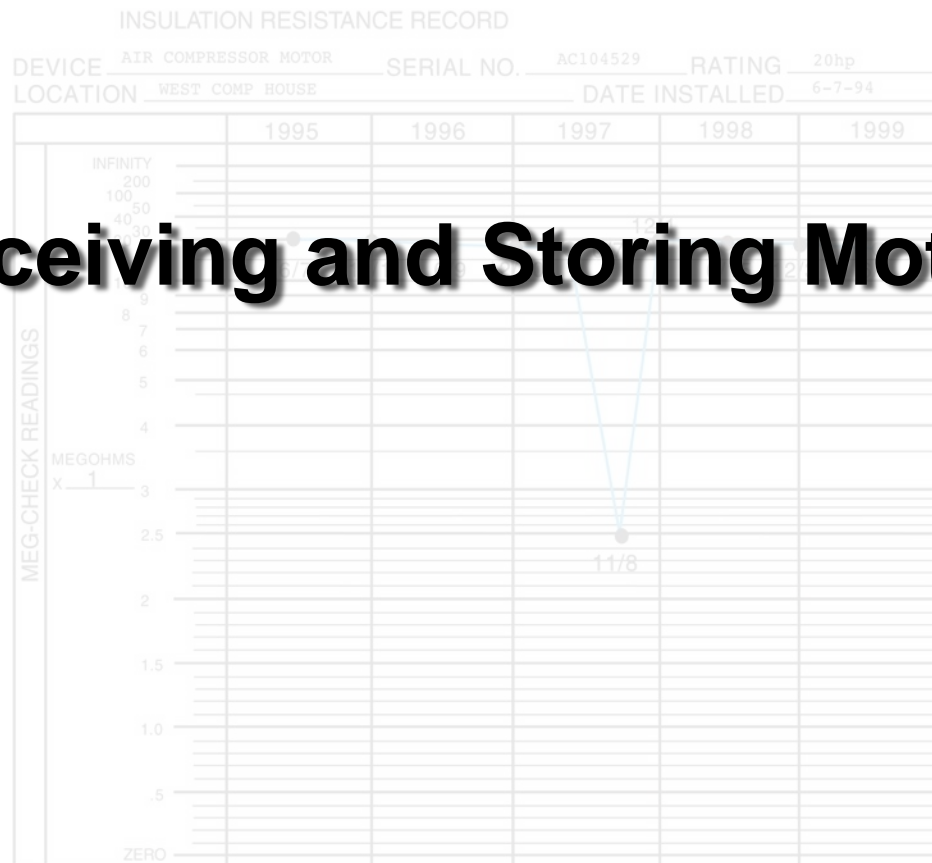 INSULATION RESISTANCE RECORD
DEVICE AIR COMPRESSOR MOTOR SERIAL NO. AC104529 RATING 20hp
LOCATION WEST COMP HOUSE DATE INSTALLED 6-7-94
1995 1996 1997 1998 1999
INFINITY
200
100
50
40
30
ceiving and Storing Mot
9
8
7
6
5
4
MEG-CHECK READINGS
MEGOHMS
X 1
3
2.5
11/8
2
1.5
1.0
.5
ZERO